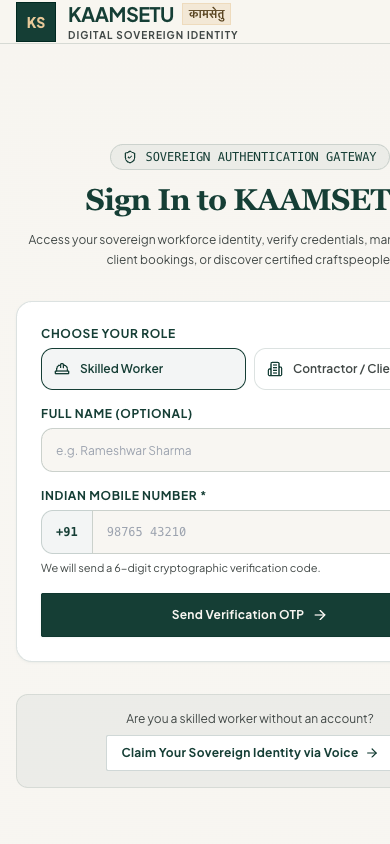 KS
KAAMSETU कामसेतु
DIGITAL SOVEREIGN IDENTITY
SOVEREIGN AUTHENTICATION GATEWAY
Sign In to KAAMSET
Access your sovereign workforce identity, verify credentials, mar
client bookings, or discover certified craftspeople
CHOOSE YOUR ROLE
Skilled Worker
Contractor / Clie
FULL NAME (OPTIONAL)
e.g. Rameshwar Sharma
INDIAN MOBILE NUMBER *
+91 98765 43210
We will send a 6-digit cryptographic verification code.
Send Verification OTP →
Are you a skilled worker without an account?
Claim Your Sovereign Identity via Voice →